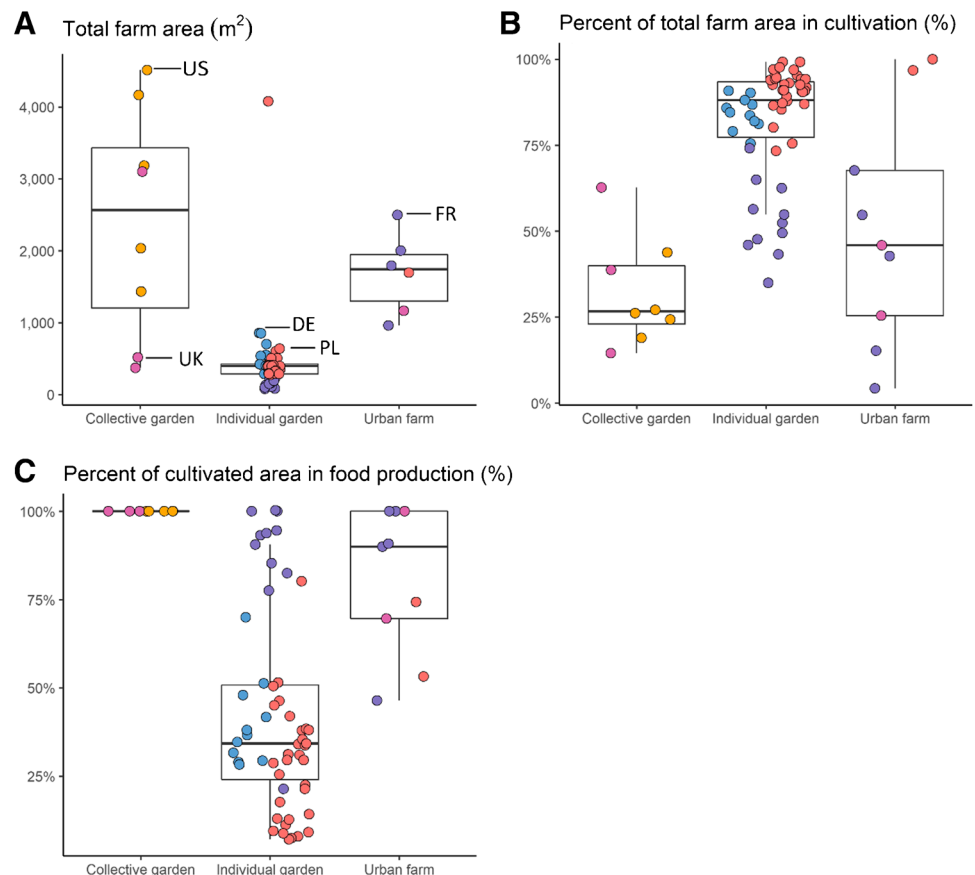 A Total farm area (m²)
4,000
3,000
2,000
1,000
0
US
UK
DE
PL
FR
Collective garden Individual garden Urban farm
B Percent of total farm area in cultivation (%)
100%
75%
50%
25%
0%
Collective garden Individual garden Urban farm
C Percent of cultivated area in food production (%)
100%
75%
50%
25%
Collective garden Individual garden Urban farm